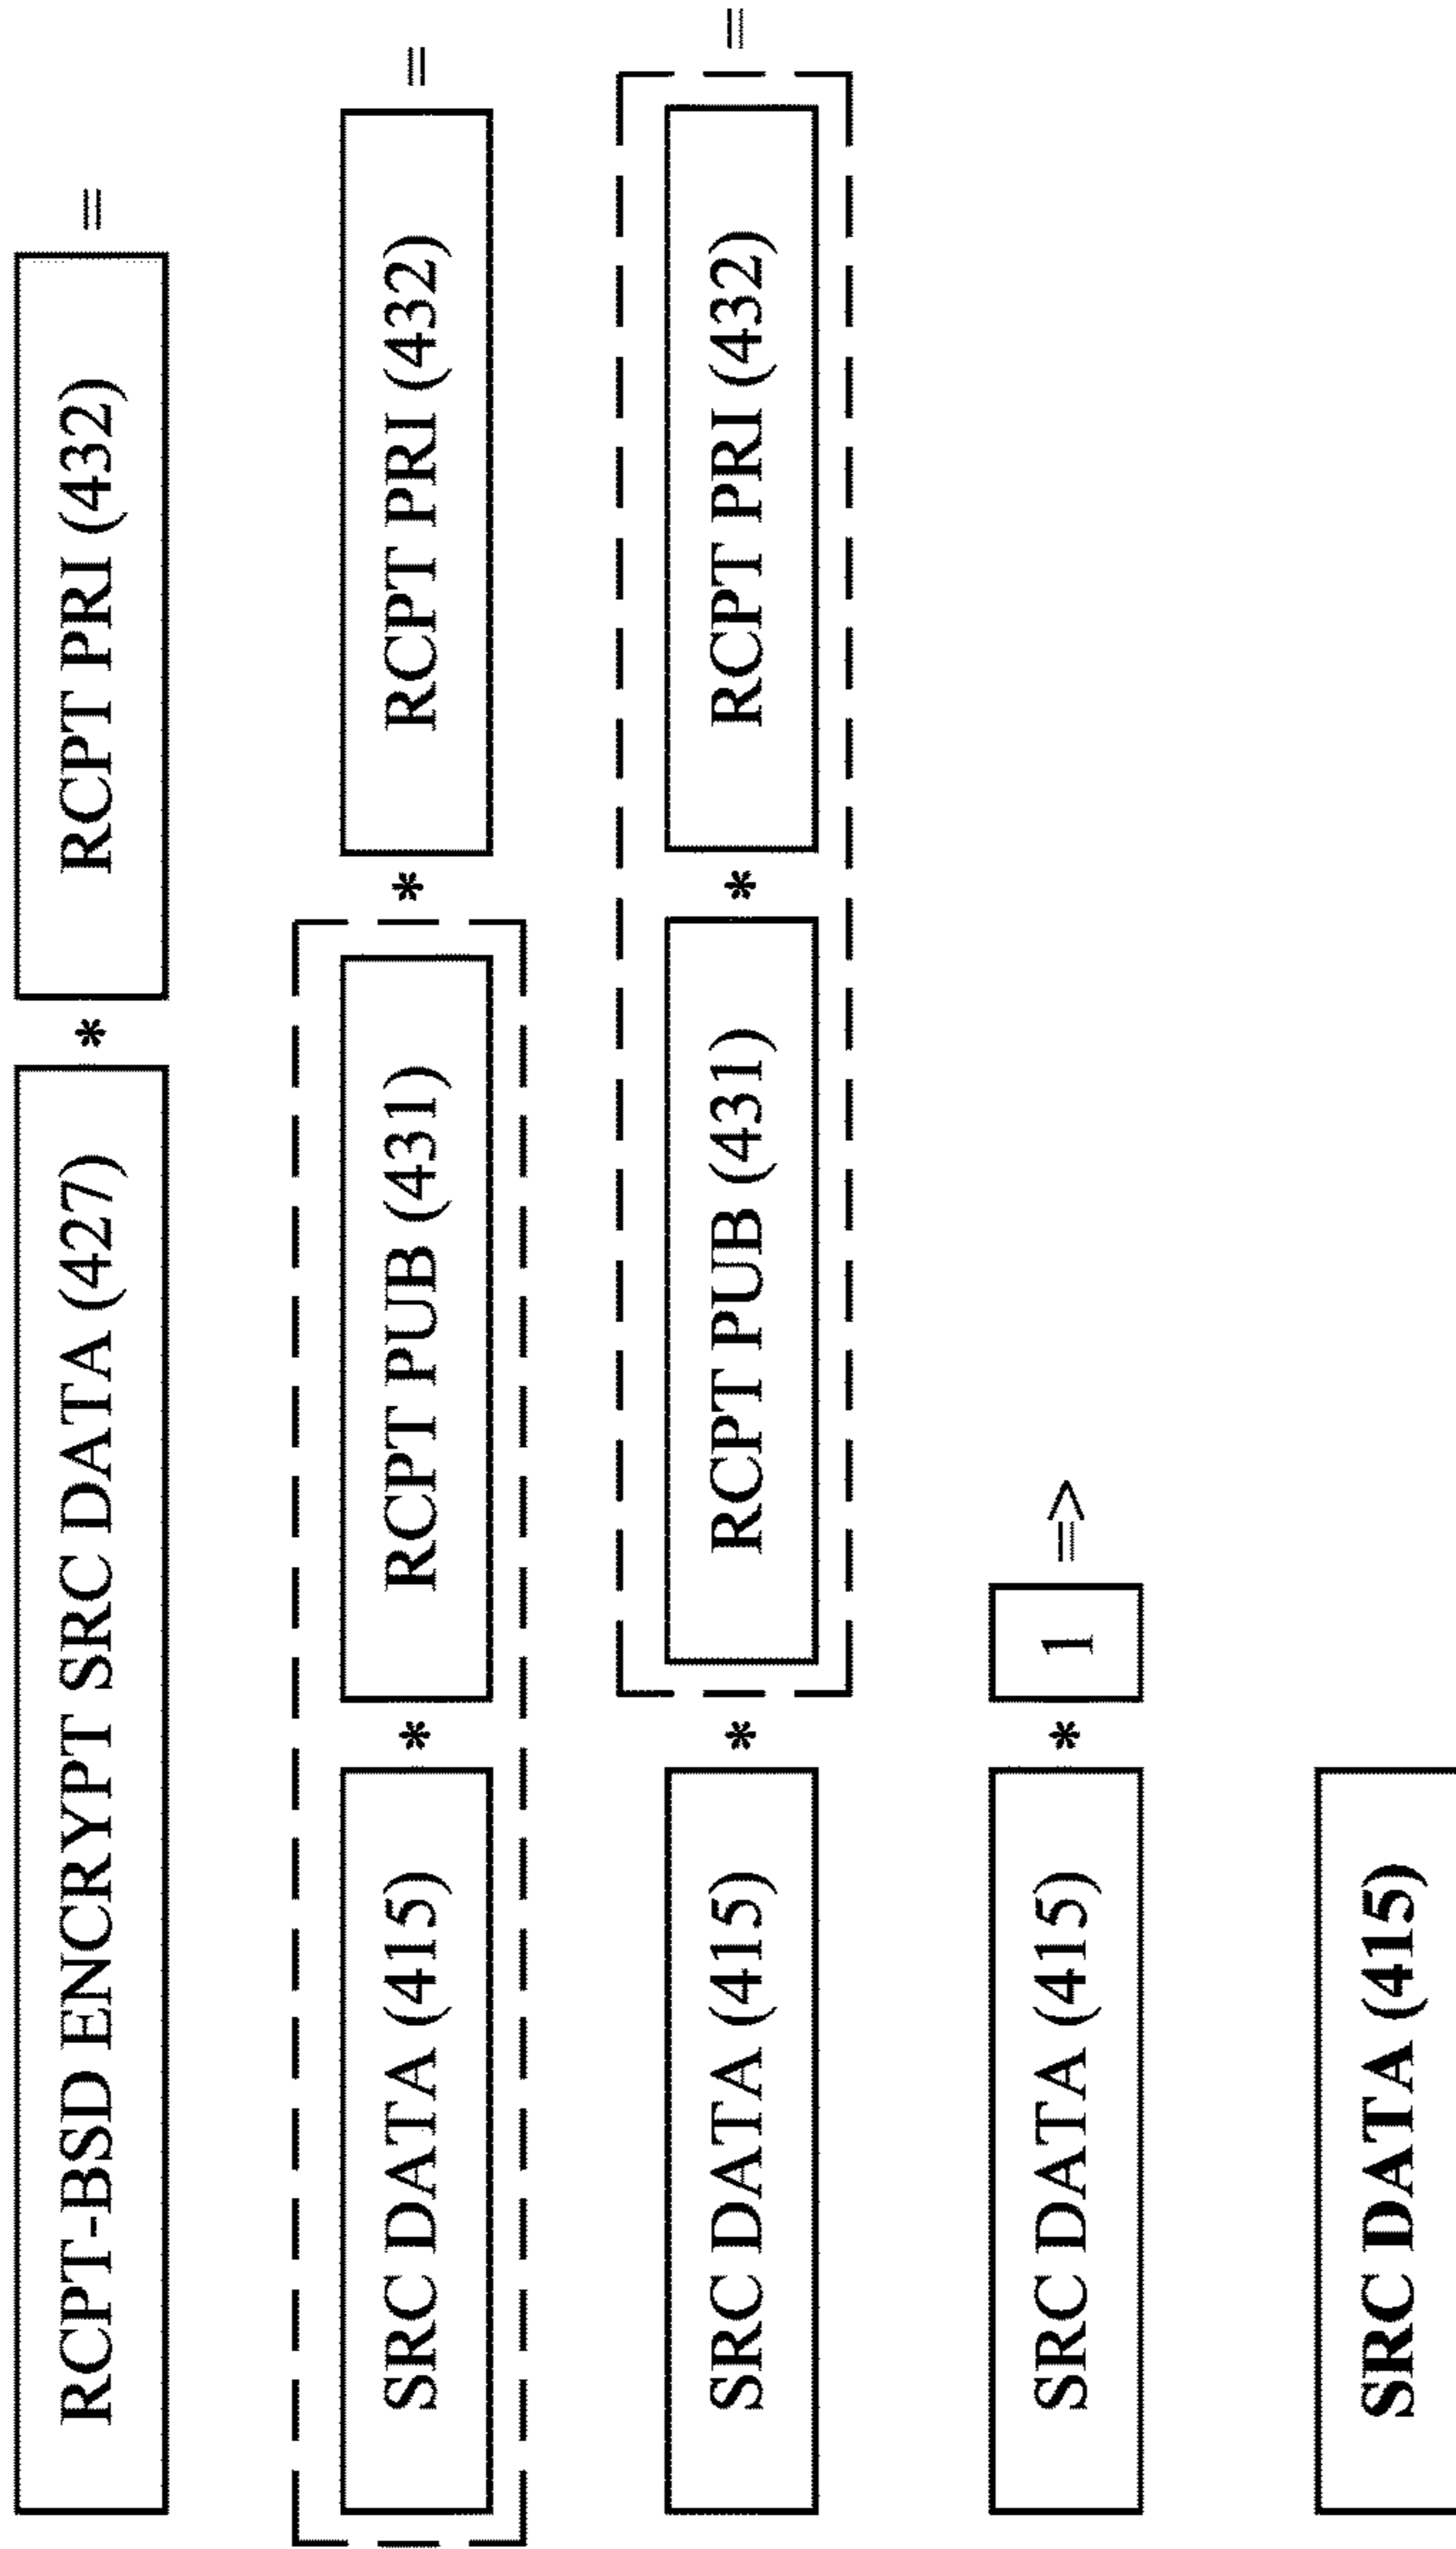 RCPT-BSD ENCRYPT SRC DATA (427) * RCPT PRI (432) =
SRC DATA (415) * RCPT PUB (431) * RCPT PRI (432) =
SRC DATA (415) * RCPT PUB (431) * RCPT PRI (432) =
SRC DATA (415) * 1 =>
SRC DATA (415)